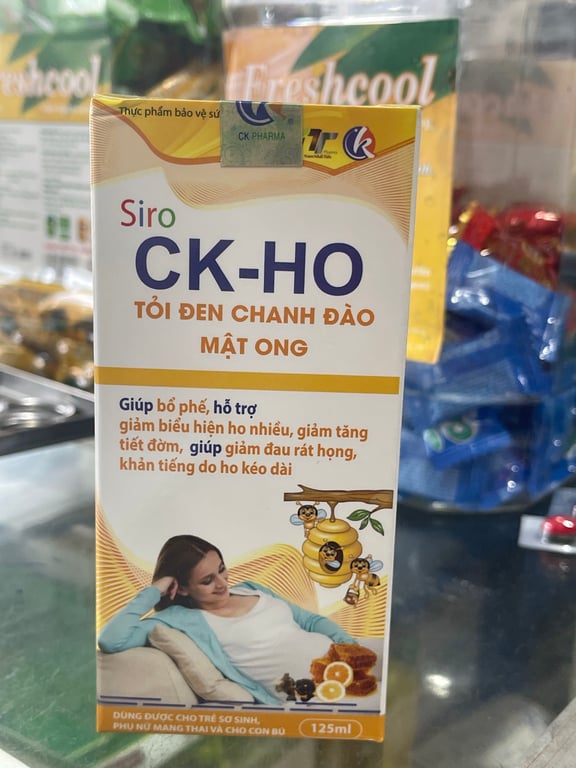 Freshcool
Freshcool
Thực phẩm bảo vệ sứ
CK PHARMA
Siro
CK-HO
TỎI ĐEN CHANH ĐÀO
MẬT ONG
Giúp bổ phế, hỗ trợ
giảm biểu hiện ho nhiều, giảm tăng
tiết đờm, giúp giảm đau rát họng,
khản tiếng do ho kéo dài
DÙNG ĐƯỢC CHO TRẺ SƠ SINH,
PHỤ NỮ MANG THAI VÀ CHO CON BÚ
125ml